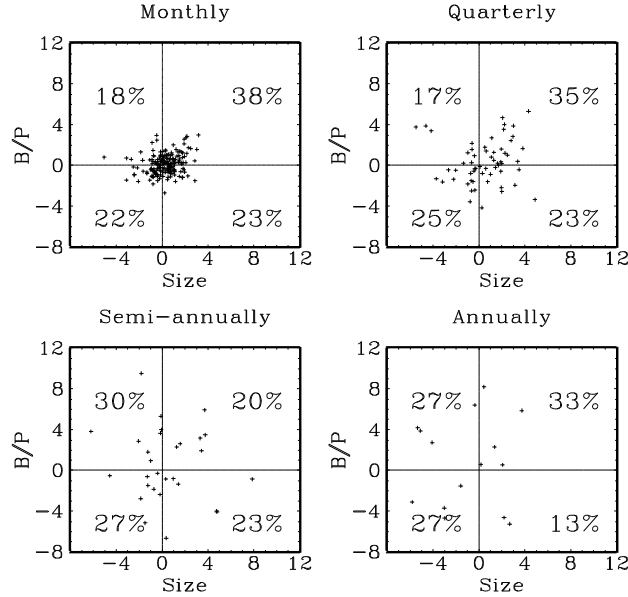 Monthly Quarterly
12 12
8 8
18% 38% 17% 35%
4 4
B/P B/P
0 0
-4 -4
22% 23% 25% 23%
-8 -8
-4 0 4 8 12 -4 0 4 8 12
Size Size
Semi-annually Annually
12 12
8 8
30% 20% 27% 33%
4 4
B/P B/P
0 0
-4 -4
27% 23% 27% 13%
-8 -8
-4 0 4 8 12 -4 0 4 8 12
Size Size